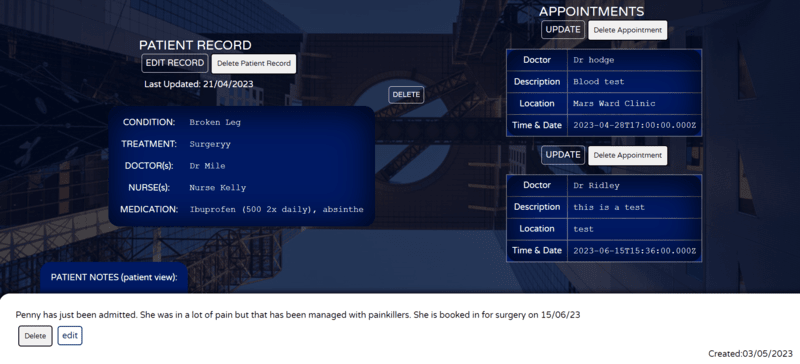 PATIENT RECORD
EDIT RECORD Delete Patient Record
Last Updated: 21/04/2023
DELETE
CONDITION: Broken Leg
TREATMENT: Surgeryy
DOCTOR(s): Dr Mile
NURSE(s): Nurse Kelly
MEDICATION: Ibuprofen (500 2x daily), absinthe
APPOINTMENTS
UPDATE Delete Appointment
Doctor Dr hodge
Description Blood test
Location Mars Ward Clinic
Time & Date 2023-04-28T17:00:00.000Z
UPDATE Delete Appointment
Doctor Dr Ridley
Description this is a test
Location test
Time & Date 2023-06-15T15:36:00.000Z
PATIENT NOTES (patient view):
Penny has just been admitted. She was in a lot of pain but that has been managed with painkillers. She is booked in for surgery on 15/06/23
Delete edit
Created:03/05/2023